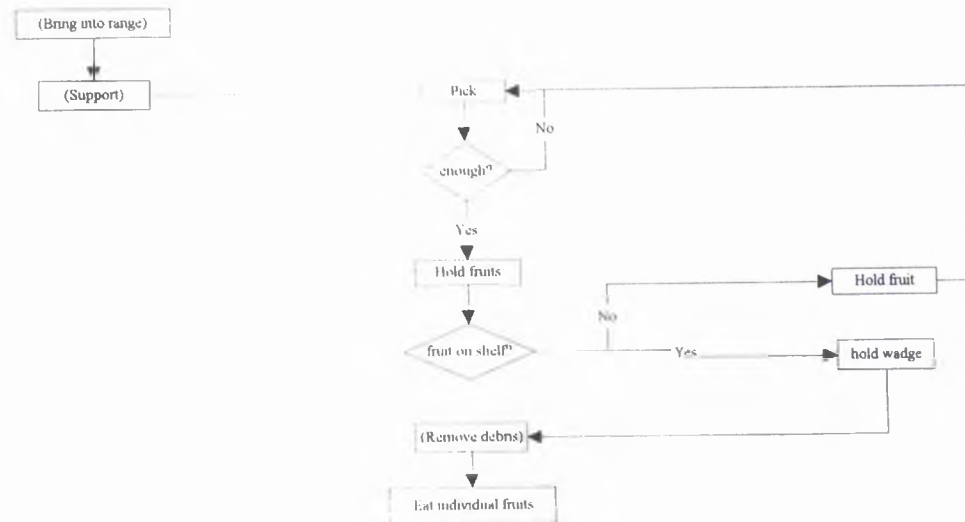 (Bring into range)
(Support)
Pick
No
enough?
Yes
Hold fruits
Hold fruit
No
fruit on shelf?
Yes
hold wadge
(Remove debris)
Eat individual fruits